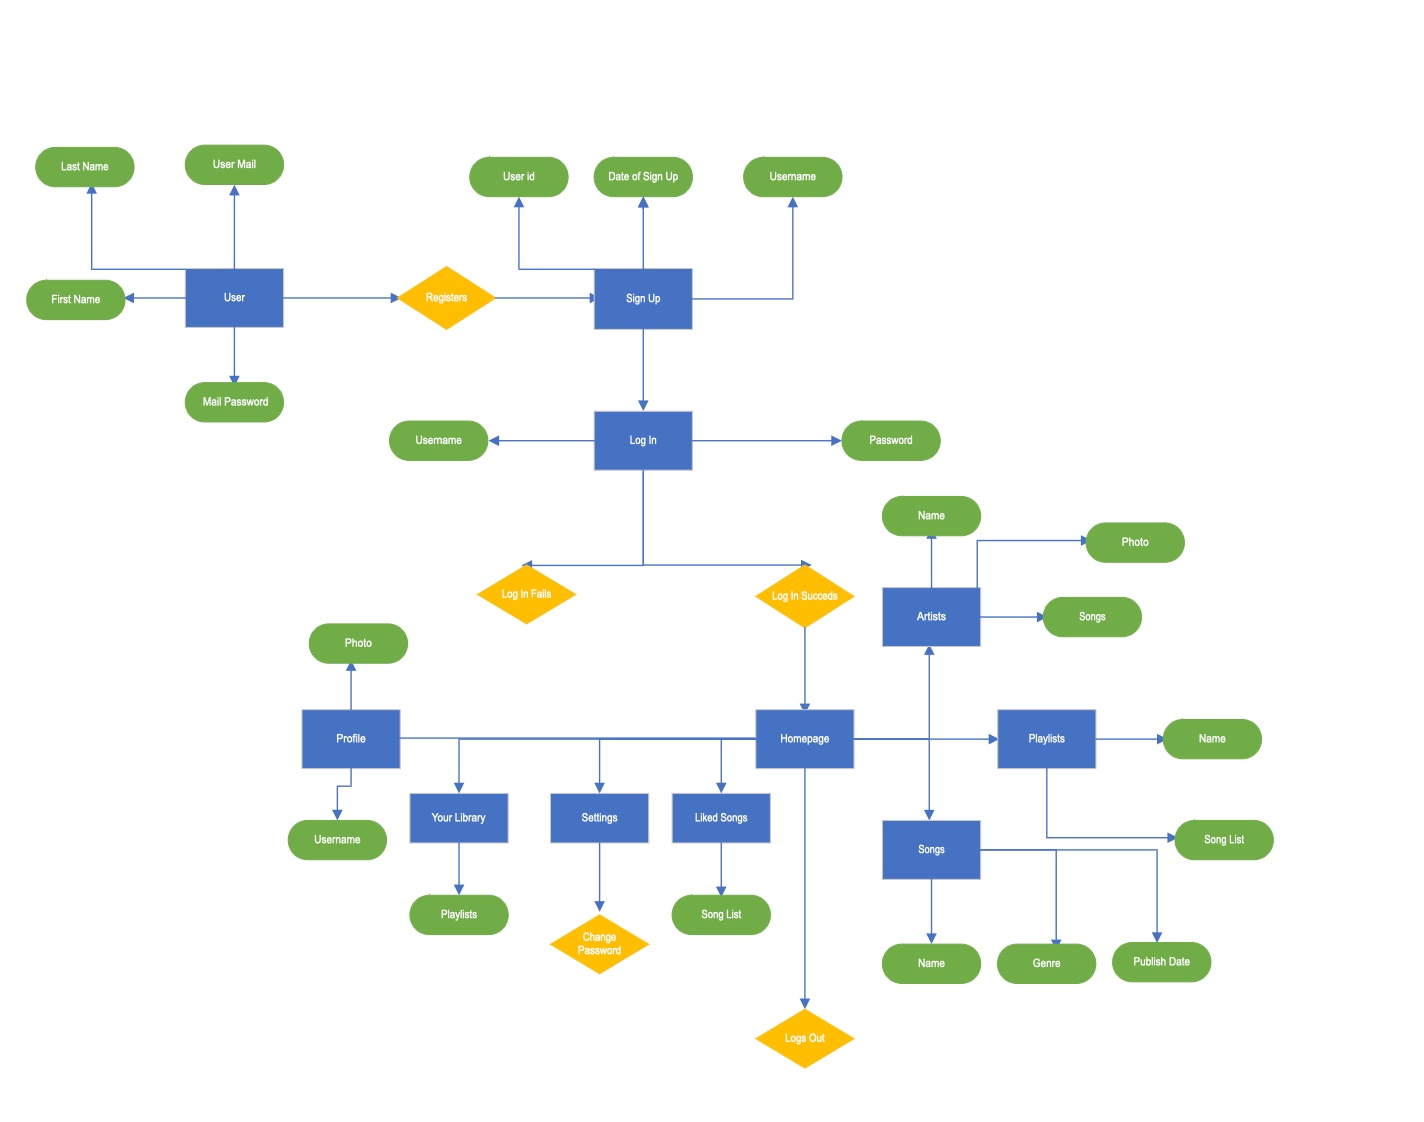 Last Name
User Mail
User id
Date of Sign Up
Username
First Name
User
Registers
Sign Up
Mail Password
Username
Log In
Password
Name
Photo
Log In Fails
Log In Succeds
Artists
Songs
Photo
Profile
Homepage
Playlists
Name
Your Library
Settings
Liked Songs
Username
Songs
Song List
Playlists
Change
Password
Song List
Name
Genre
Publish Date
Logs Out